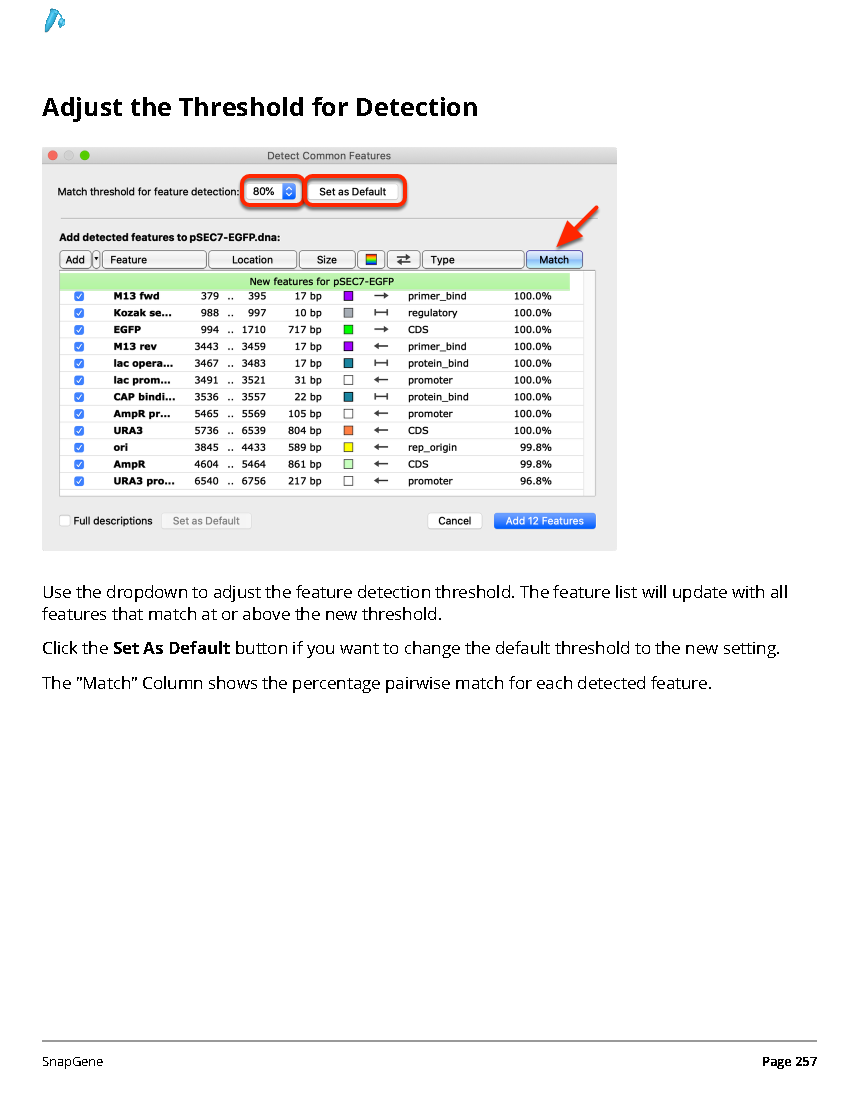 Adjust the Threshold for Detection
Detect Common Features
Match threshold for feature detection: 80% Set as Default
Add detected features to pSEC7-EGFP.dna:
Add Feature Location Size Type Match
New features for pSEC7-EGFP
M13 fwd 379 .. 395 17 bp primer_bind 100.0%
Kozak se... 988 .. 997 10 bp regulatory 100.0%
EGFP 994 .. 1710 717 bp CDS 100.0%
M13 rev 3443 .. 3459 17 bp primer_bind 100.0%
lac opera... 3467 .. 3483 17 bp protein_bind 100.0%
lac prom... 3491 .. 3521 31 bp promoter 100.0%
CAP bindi... 3536 .. 3557 22 bp protein_bind 100.0%
AmpR pr... 5465 .. 5569 105 bp promoter 100.0%
URA3 5736 .. 6539 804 bp CDS 100.0%
ori 3845 .. 4433 589 bp rep_origin 99.8%
AmpR 4604 .. 5464 861 bp CDS 99.8%
URA3 pro... 6540 .. 6756 217 bp promoter 96.8%
Full descriptions Set as Default Cancel Add 12 Features
Use the dropdown to adjust the feature detection threshold. The feature list will update with all
features that match at or above the new threshold.
Click the Set As Default button if you want to change the default threshold to the new setting.
The "Match" Column shows the percentage pairwise match for each detected feature.
SnapGene Page 257